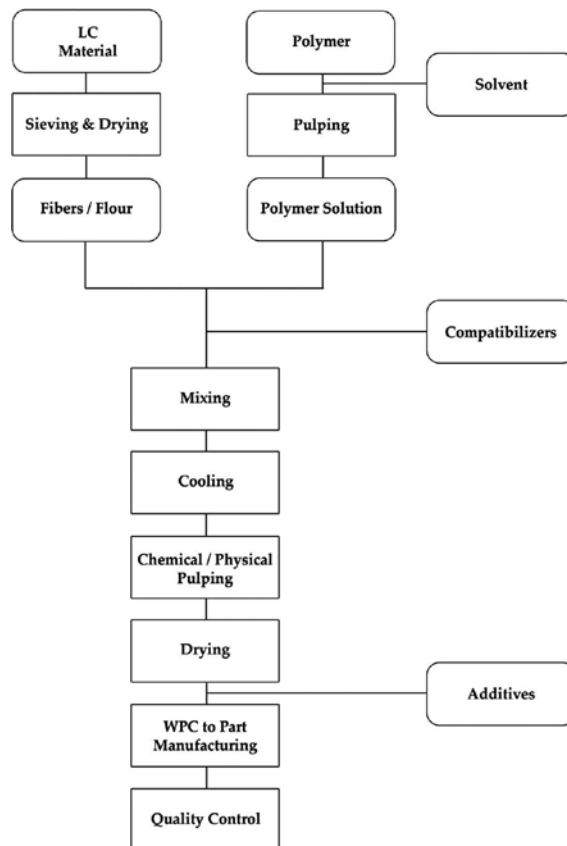 LC
Material
Polymer
Solvent
Sieving & Drying
Pulping
Fibers / Flour
Polymer Solution
Compatibilizers
Mixing
Cooling
Chemical / Physical
Pulping
Drying
Additives
WPC to Part
Manufacturing
Quality Control